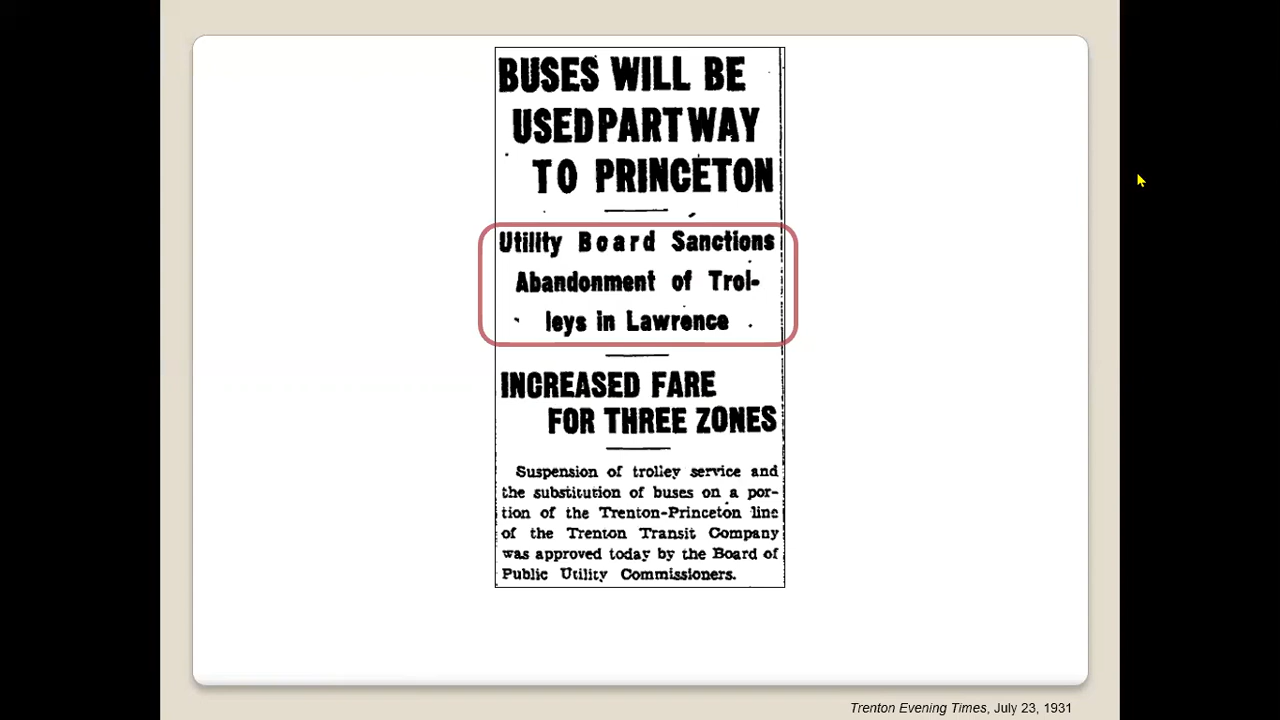 BUSES WILL BE
USED PART WAY
TO PRINCETON
Utility Board Sanctions
Abandonment of Trol-
leys in Lawrence
INCREASED FARE
FOR THREE ZONES
Suspension of trolley service and
the substitution of buses on a por-
tion of the Trenton-Princeton line
of the Trenton Transit Company
was approved today by the Board of
Public Utility Commissioners.
Trenton Evening Times, July 23, 1931